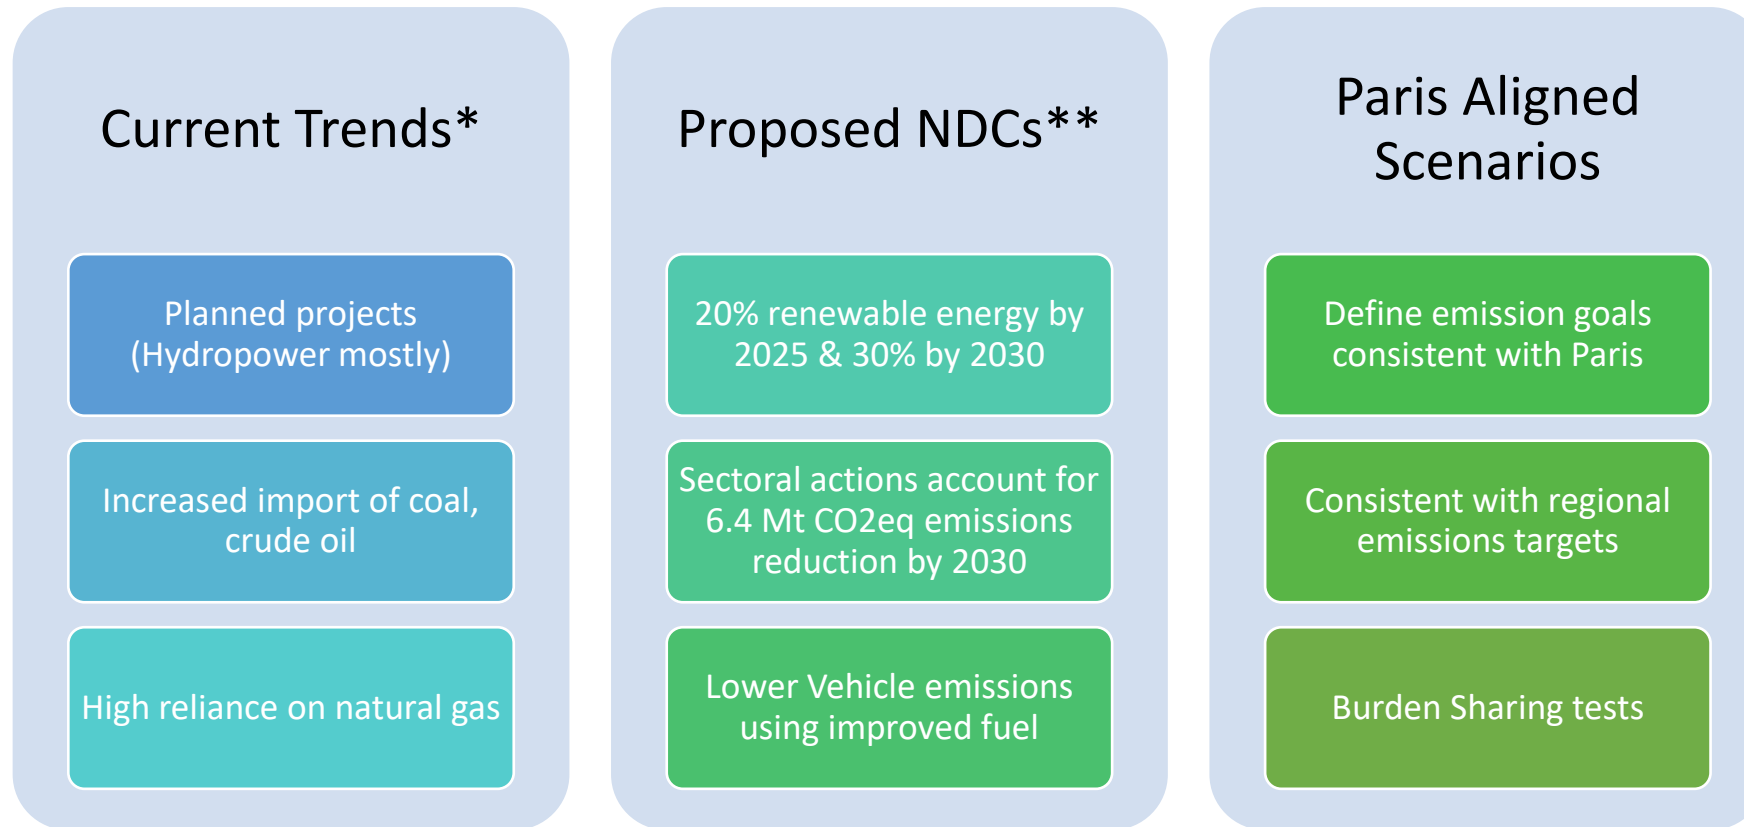 Current Trends*
Planned projects
(Hydropower mostly)
Increased import of coal,
crude oil
High reliance on natural gas
Proposed NDCs**
20% renewable energy by
2025 & 30% by 2030
Sectoral actions account for
6.4 Mt CO2eq emissions
reduction by 2030
Lower Vehicle emissions
using improved fuel
Paris Aligned
Scenarios
Define emission goals
consistent with Paris
Consistent with regional
emissions targets
Burden Sharing tests